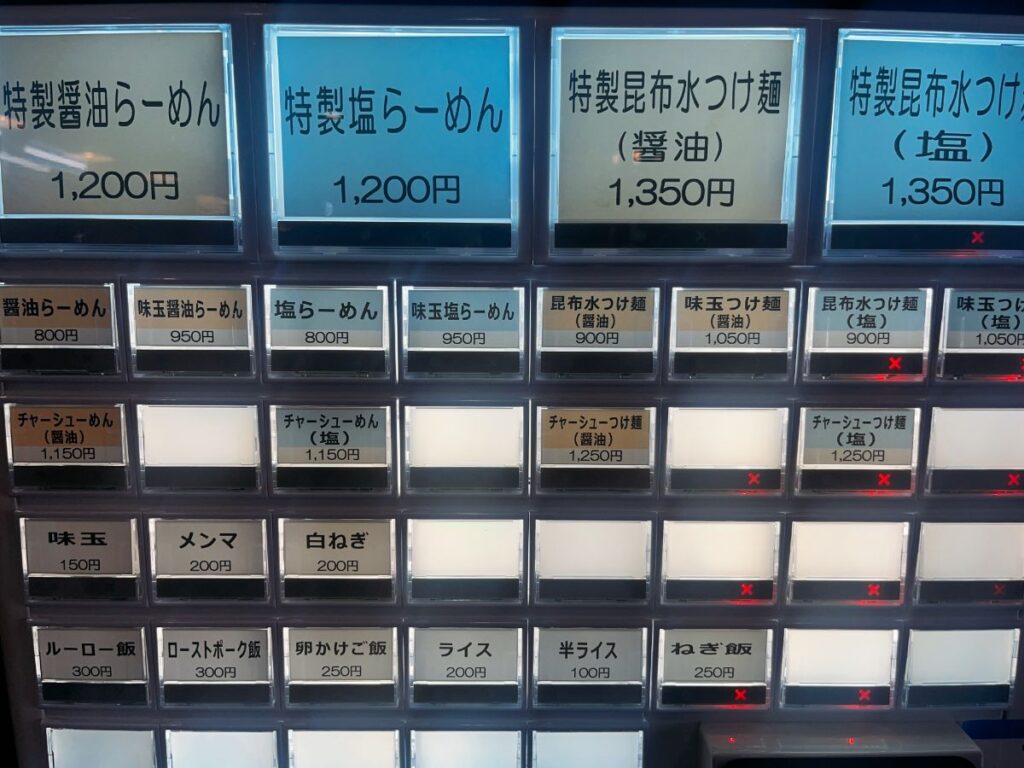 特製醤油らーめん
1,200円
特製塩らーめん
1,200円
特製昆布水つけ麺
(醤油)
1,350円
特製昆布水つけ麺
(塩)
1,350円
醤油らーめん
800円
味玉醤油らーめん
950円
塩らーめん
800円
味玉塩らーめん
950円
昆布水つけ麺
(醤油)
900円
味玉つけ麺
(醤油)
1,050円
昆布水つけ麺
(塩)
900円
×
味玉つけ
(塩)
1,050円
チャーシューめん
(醤油)
1,150円
チャーシューめん
(塩)
1,150円
チャーシューつけ麺
(醤油)
1,250円
×
チャーシューつけ麺
(塩)
1,250円
×
×
味玉
150円
メンマ
200円
白ねぎ
200円
×
×
×
ルーロー飯
300円
ローストポーク飯
300円
卵かけご飯
250円
ライス
200円
半ライス
100円
ねぎ飯
250円
×
×